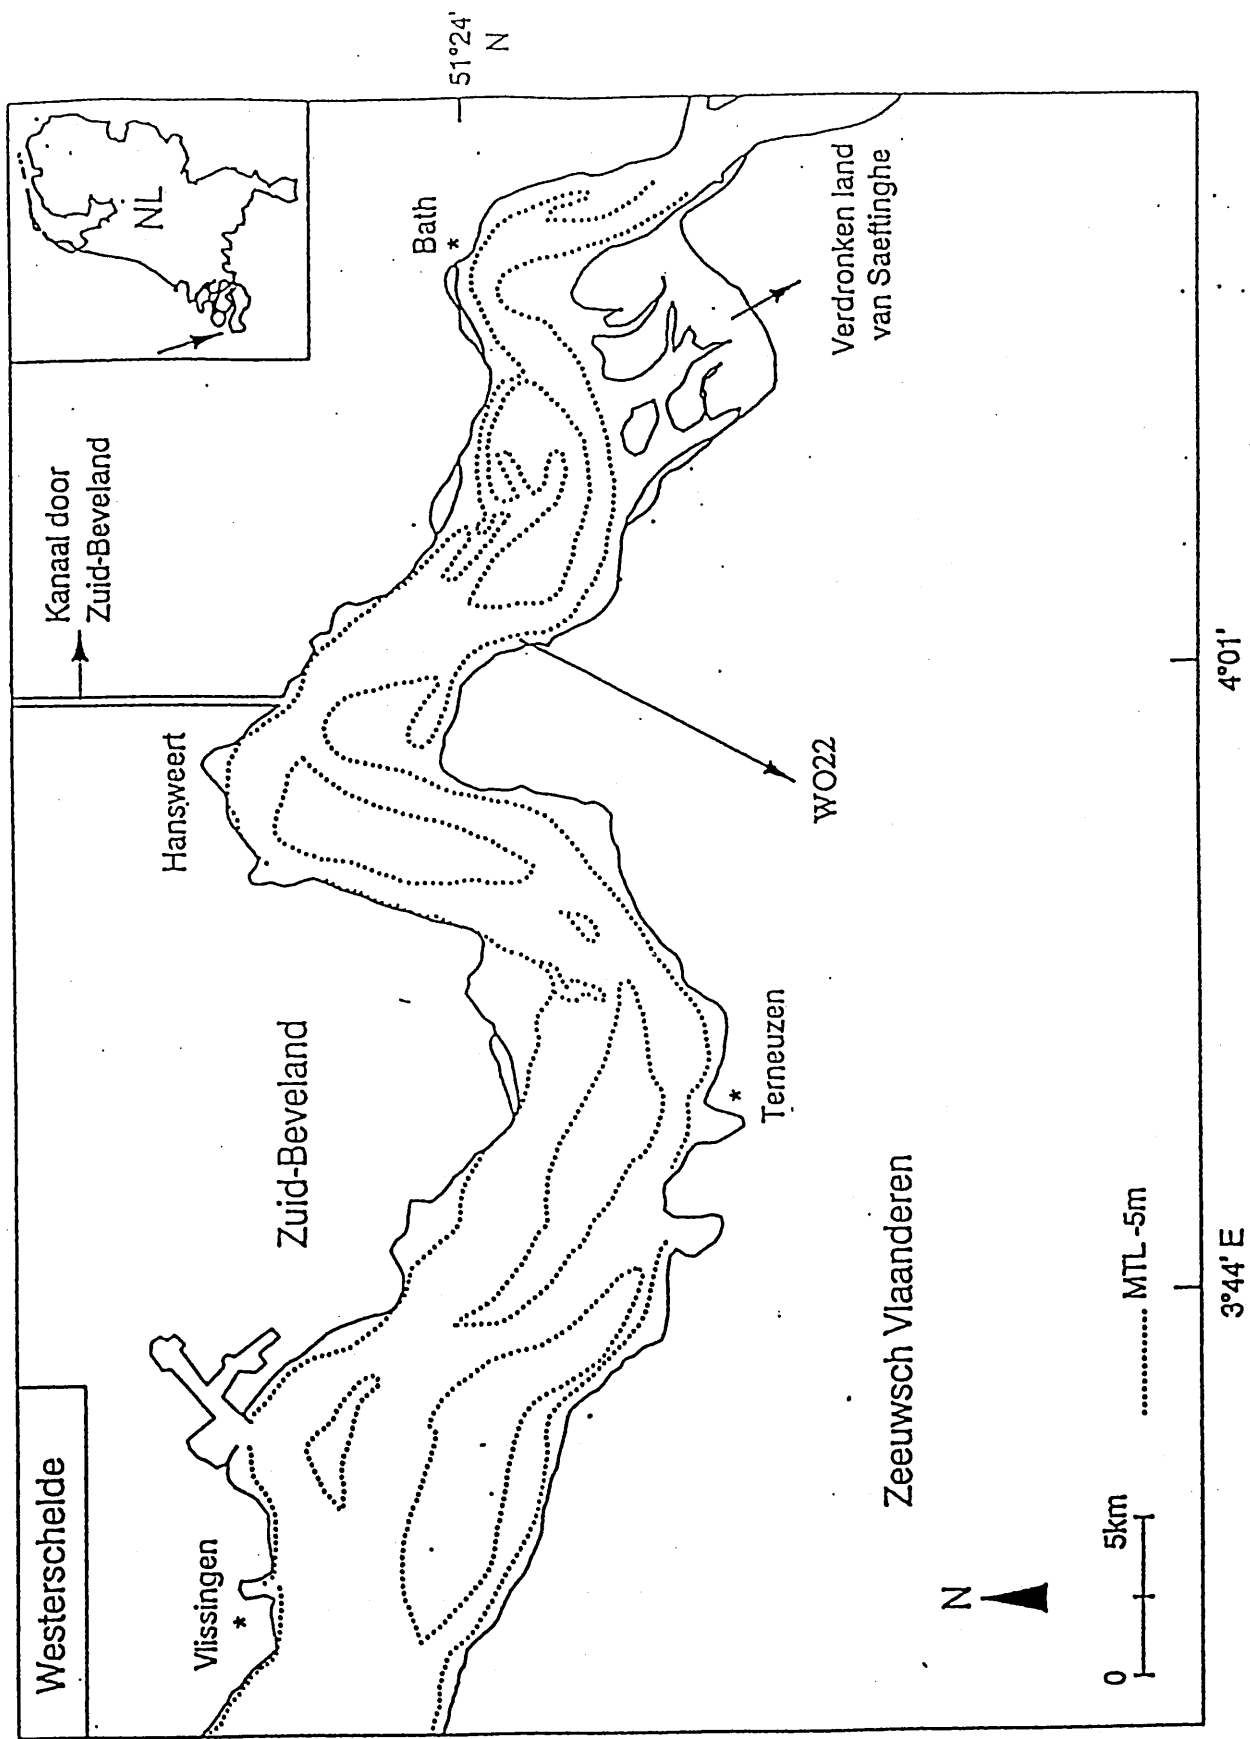 Westerschelde
Kanaal door
Zuid-Beveland
NL
51°24'
N
Vlissingen
Zuid-Beveland
Hansweert
Bath
Terneuzen
WO22
Verdronken land
van Saeftinghe
Zeeuwsch Vlaanderen
N
0 5km
MTL -5m
3°44' E
4°01'